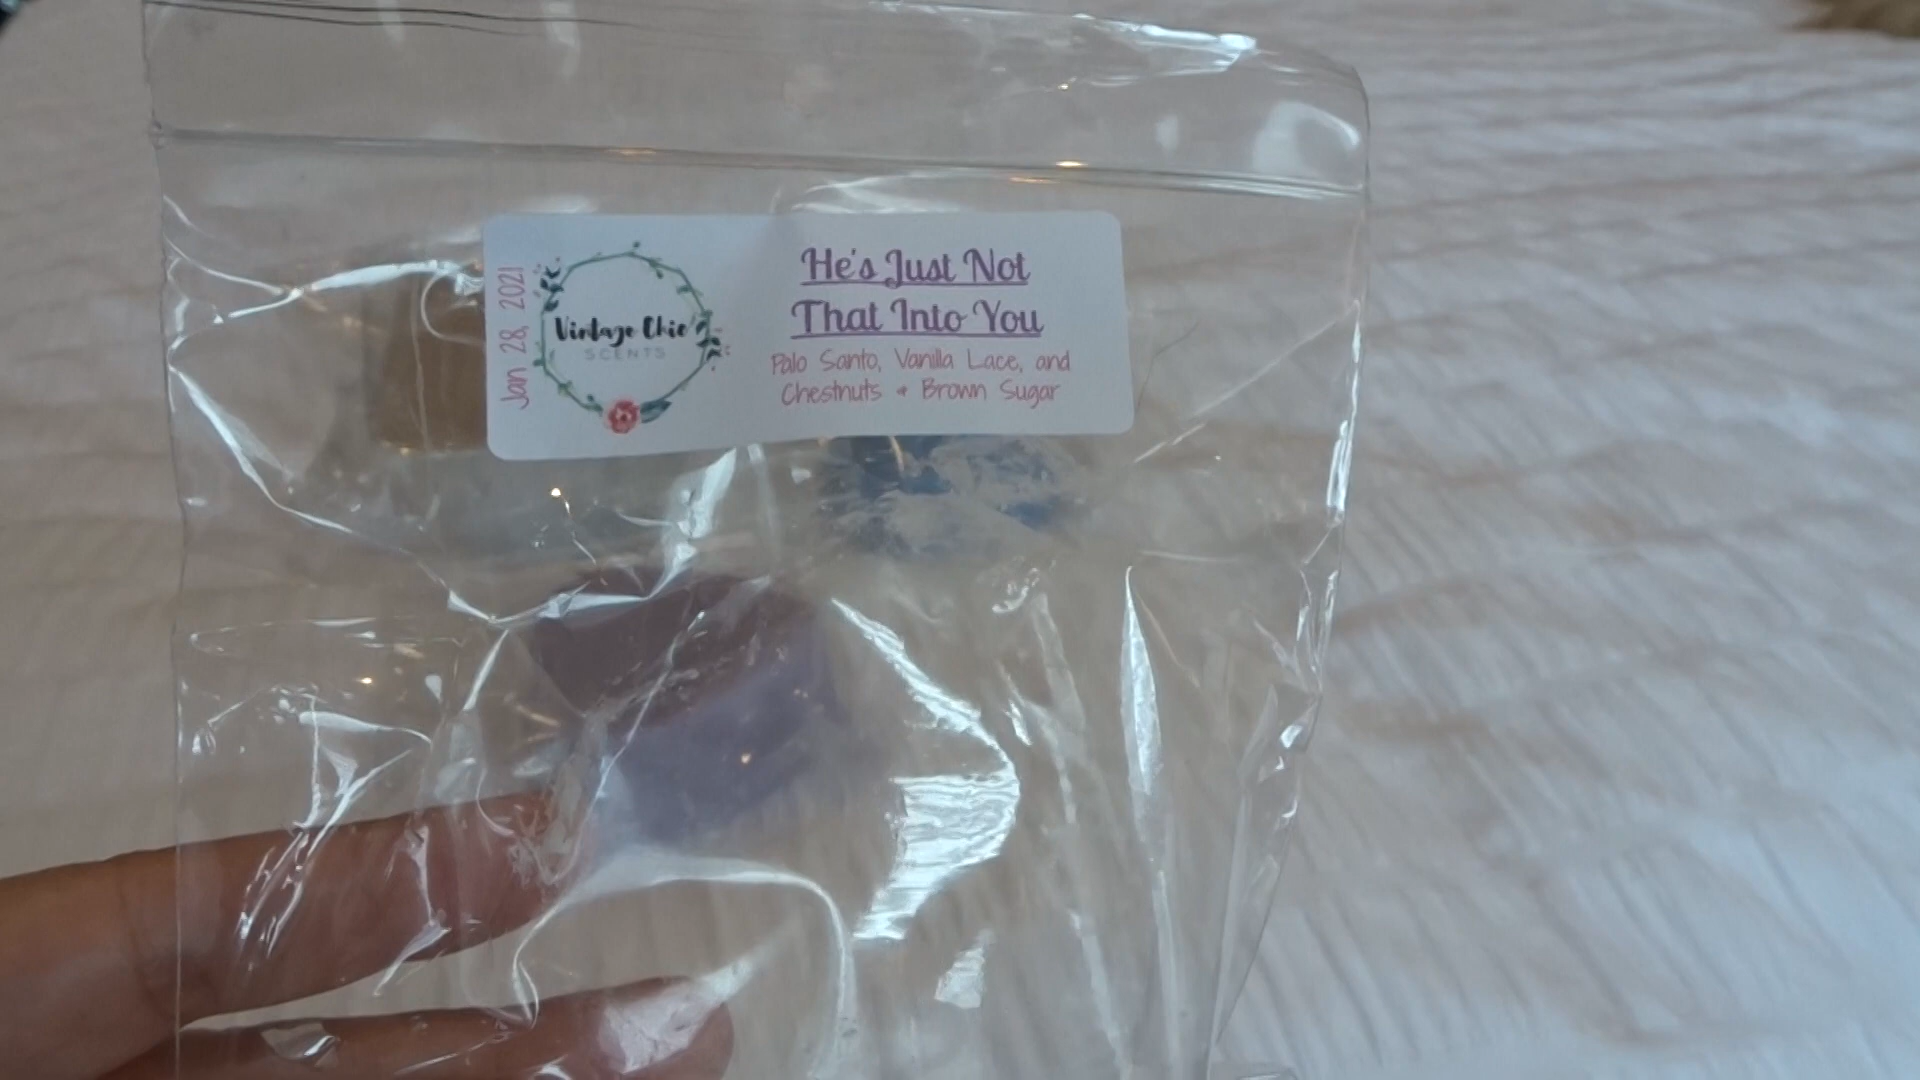 Jan 28, 2021
Vintage Chic
SCENTS
He's Just Not
That Into You
Palo Santo, Vanilla Lace, and
Chestnuts + Brown Sugar